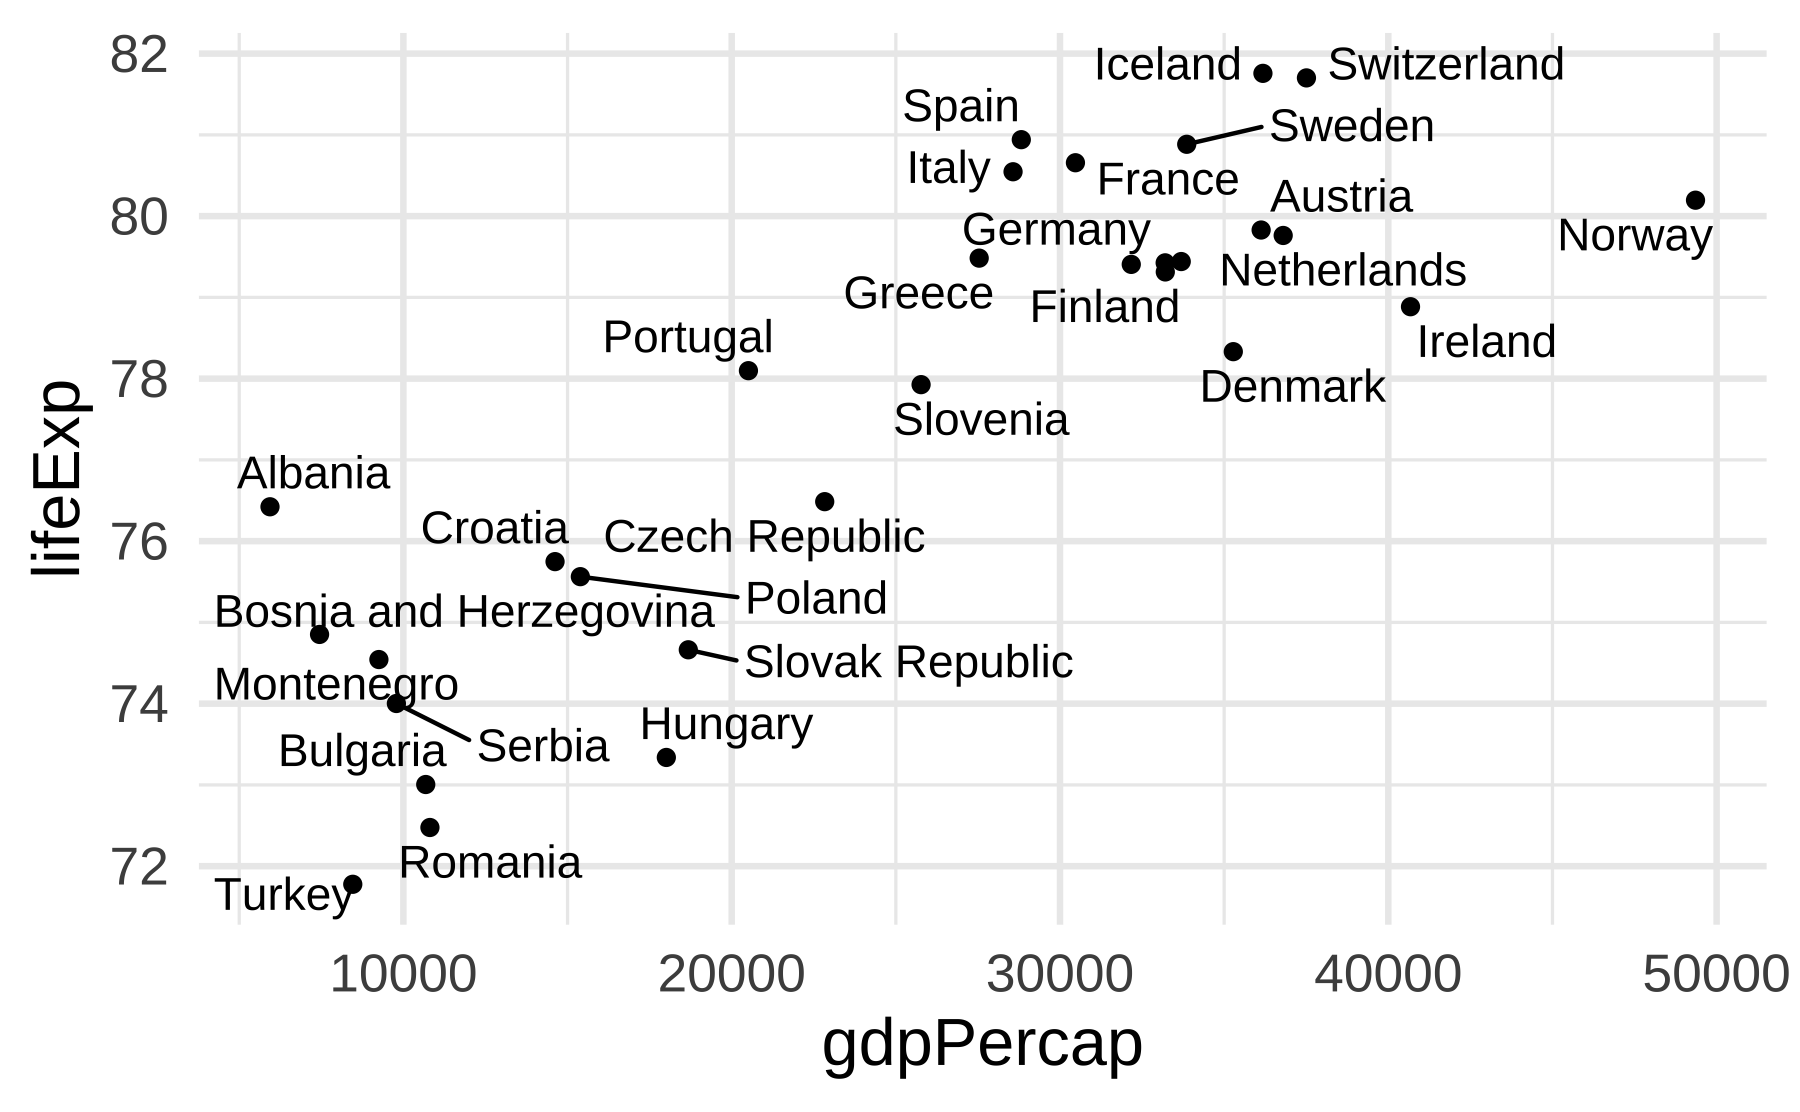 82
Iceland
Switzerland
Spain
Sweden
Italy
France
Austria
80
Germany
Norway
Netherlands
Greece
Finland
Portugal
Ireland
78
Denmark
Slovenia
lifeExp
Albania
Croatia
Czech Republic
76
Poland
Bosnia and Herzegovina
Slovak Republic
Montenegro
74
Hungary
Serbia
Bulgaria
72
Romania
Turkey
10000 20000 30000 40000 50000
gdpPercap